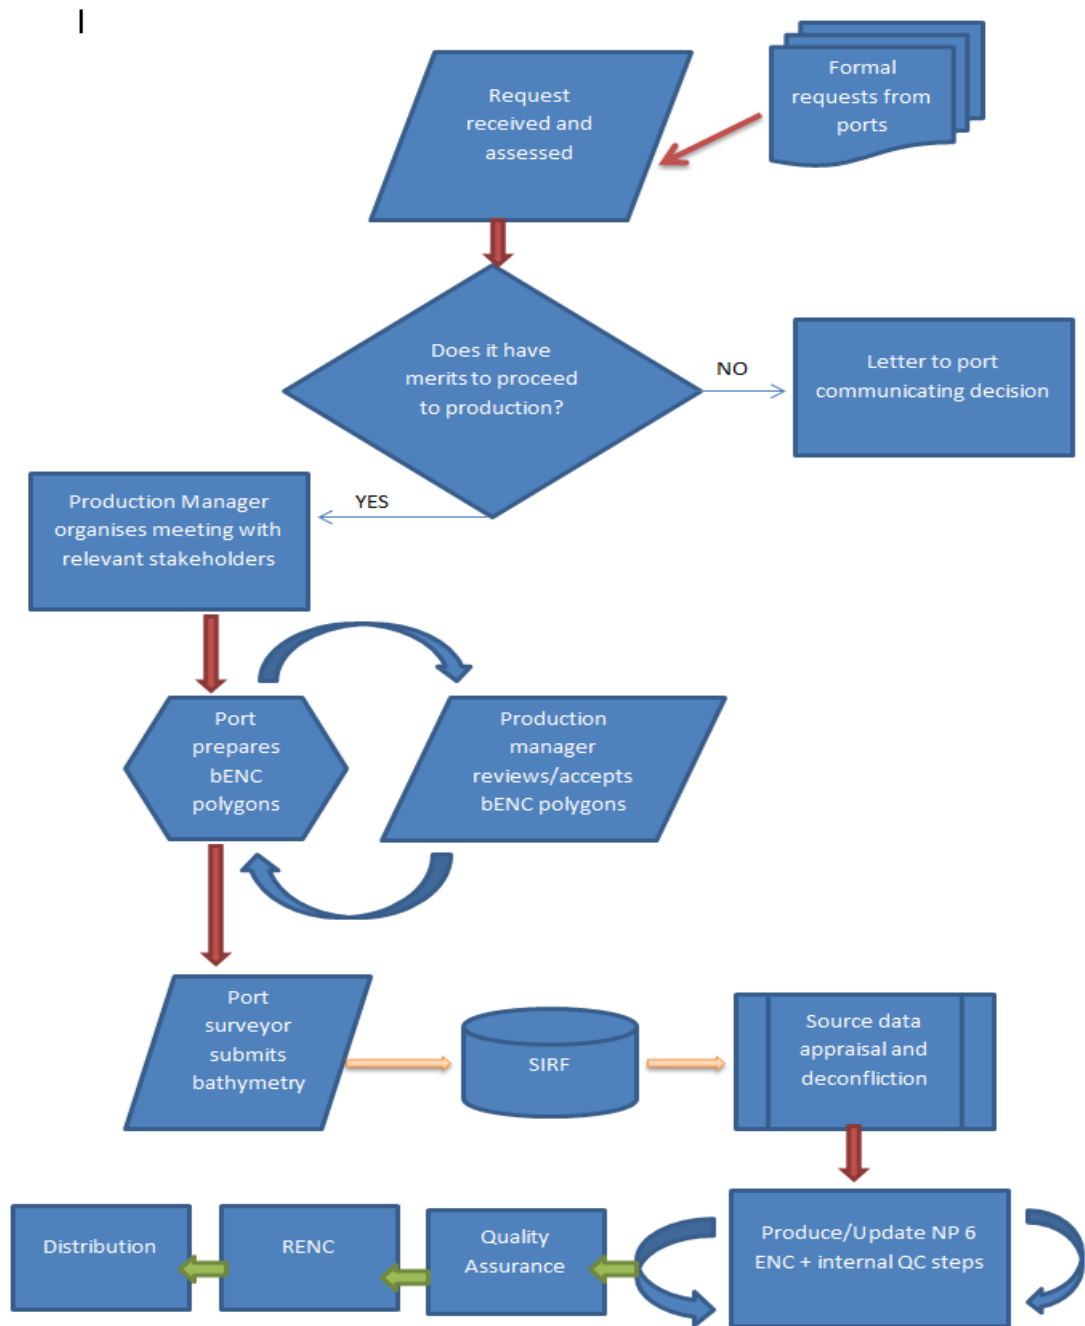 Formal
requests from
ports
Request
received and
assessed
Does it have
merits to proceed
to production?
NO
Letter to port
communicating decision
YES
Production Manager
organises meeting with
relevant stakeholders
Port
prepares
bENC
polygons
Production
manager
reviews/accepts
bENC polygons
Port
surveyor
submits
bathymetry
SIRF
Source data
appraisal and
deconfliction
Produce/Update NP 6
ENC + internal QC steps
Quality
Assurance
RENC
Distribution